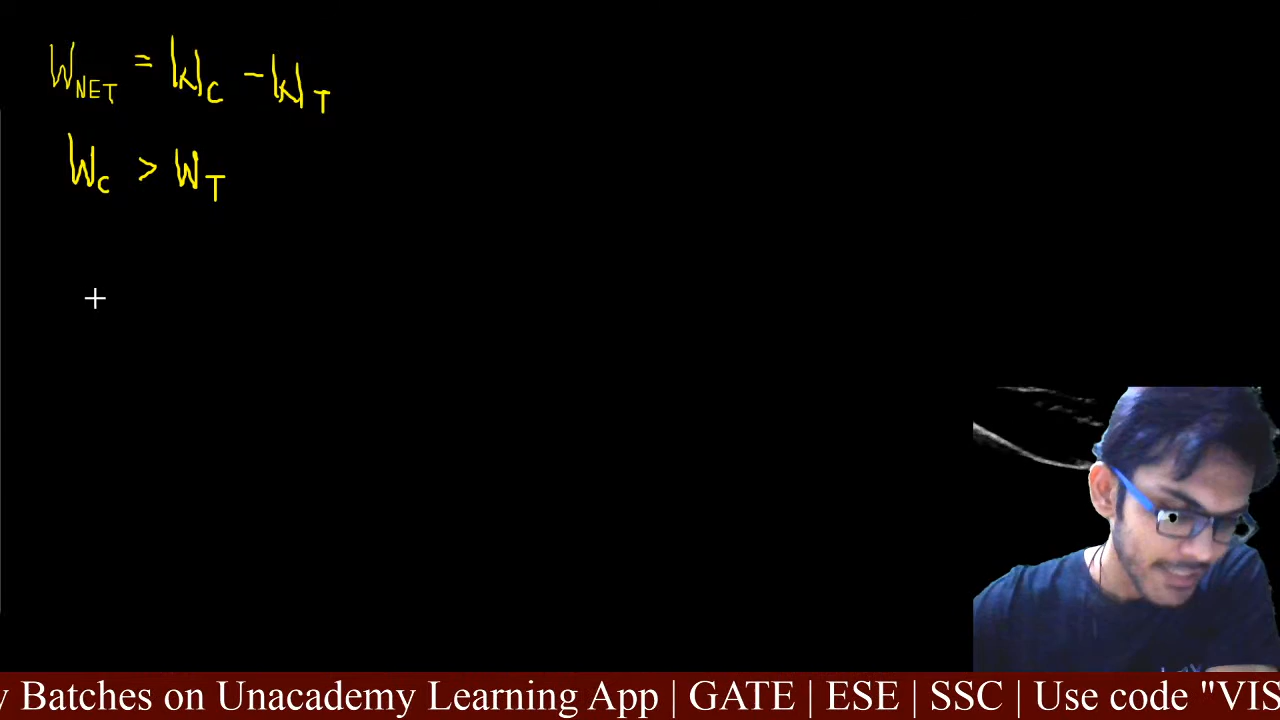 W_NET = W_C - W_T
W_C > W_T
y Batches on Unacademy Learning App | GATE | ESE | SSC | Use code "VIS